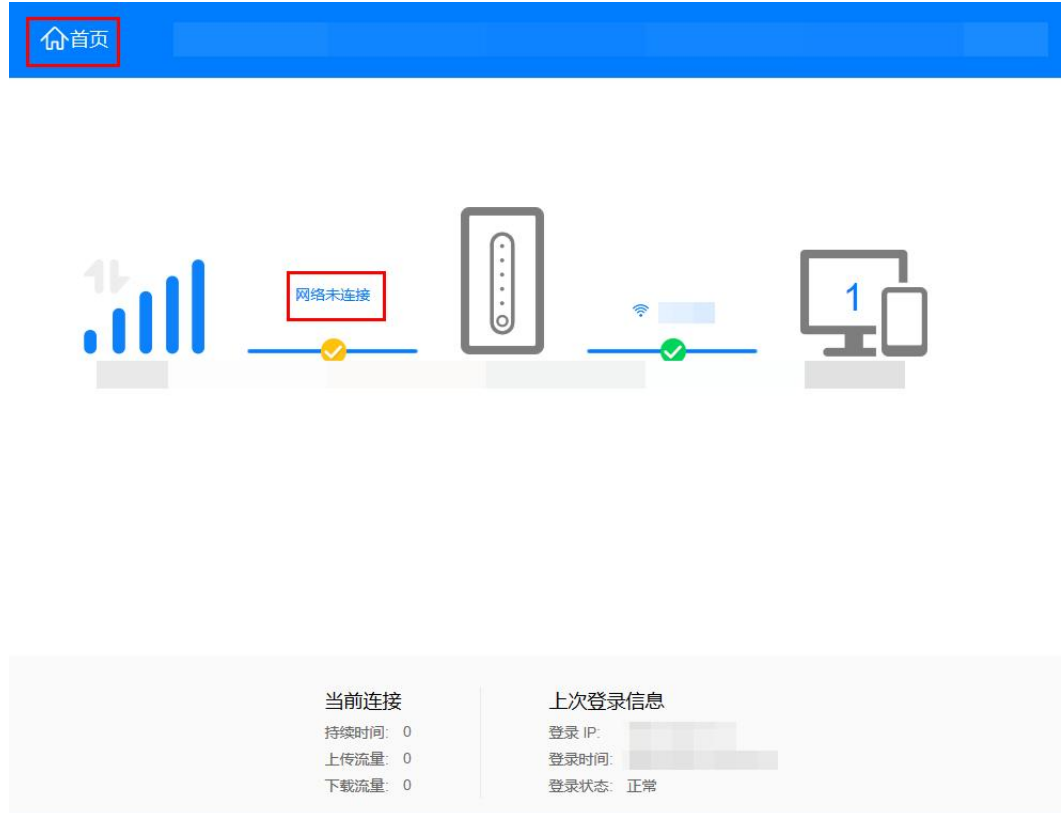 首页
网络未连接
1
当前连接
持续时间: 0
上传流量: 0
下载流量: 0
上次登录信息
登录 IP:
登录时间:
登录状态: 正常